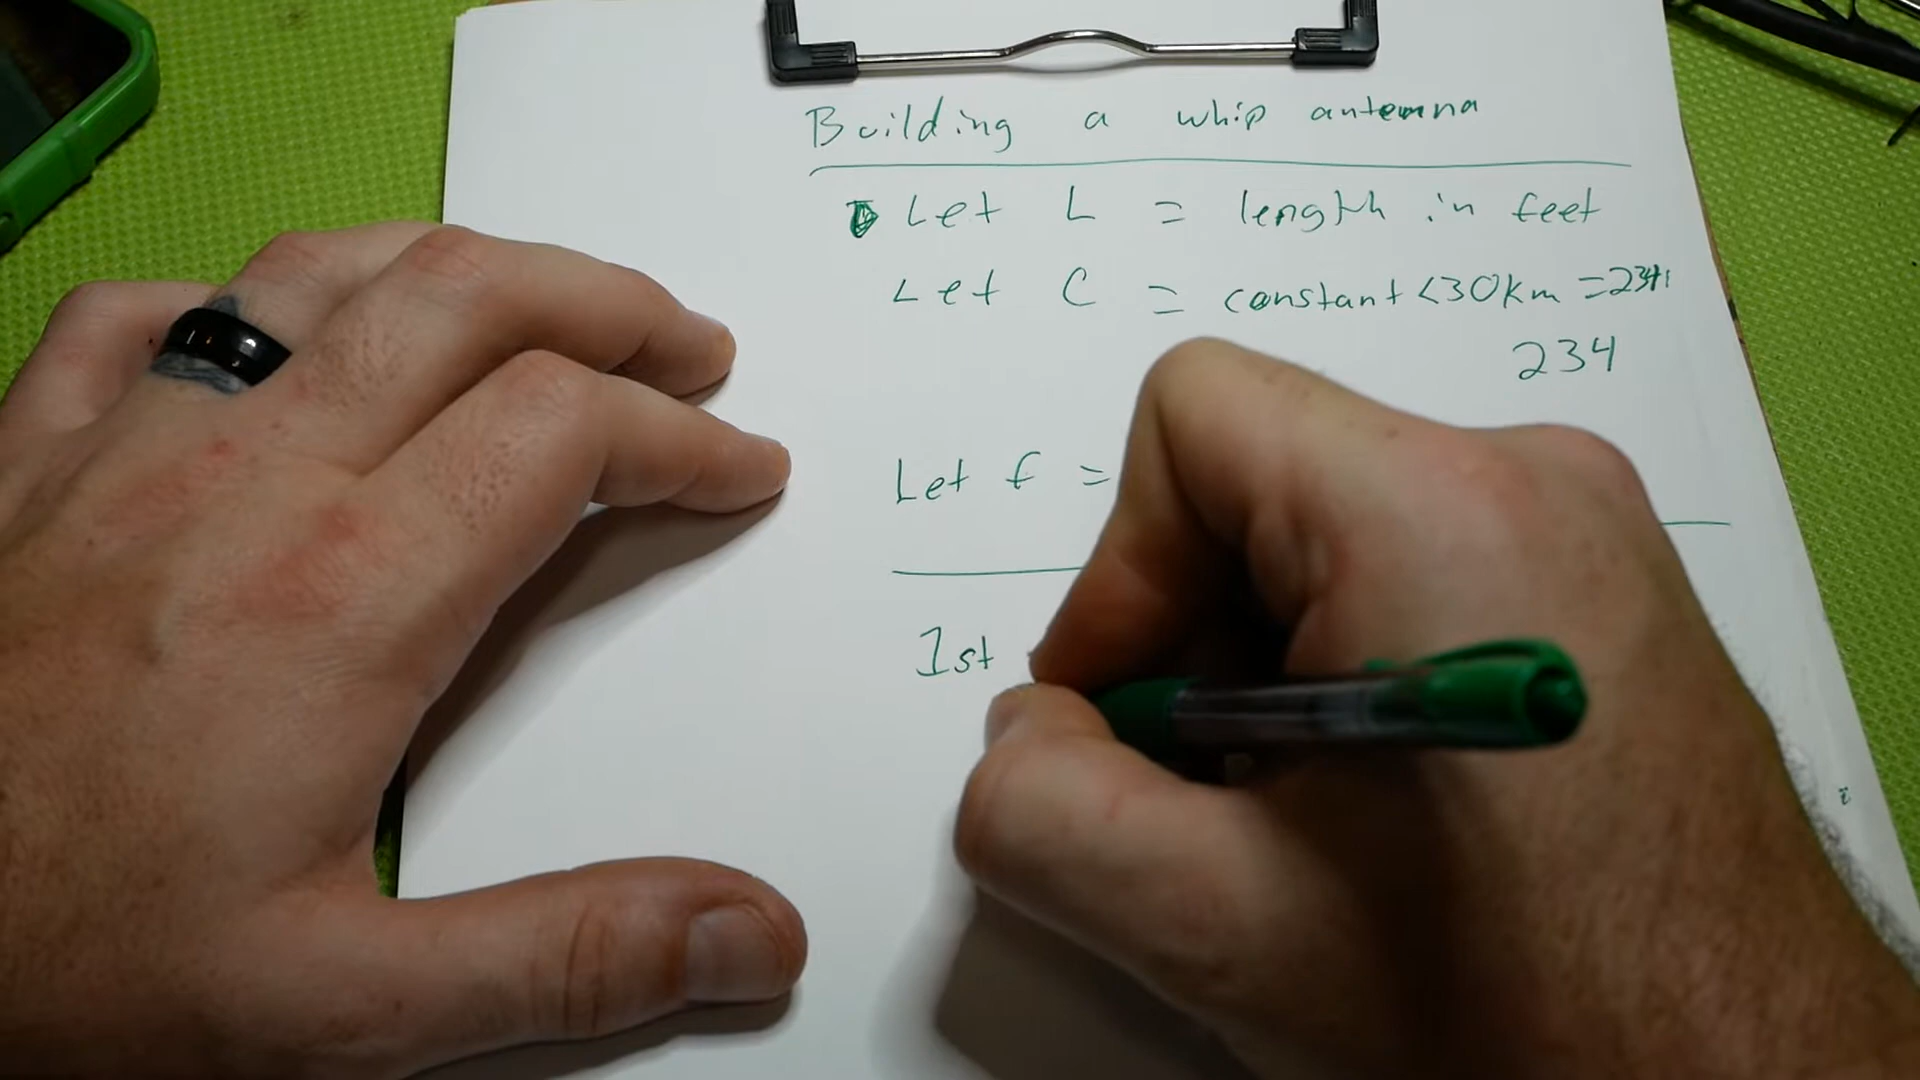 Building a whip antenna
Let L = length in feet
Let C = constant <30km =234
234
Let f =
1st